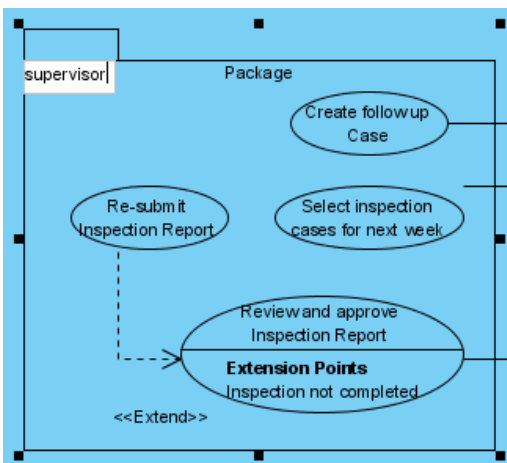 supervisor
Package
Create followup
Case
Re-submit
Inspection Report
Select inspection
cases for next week
Review and approve
Inspection Report
Extension Points
Inspection not completed
<<Extend>>